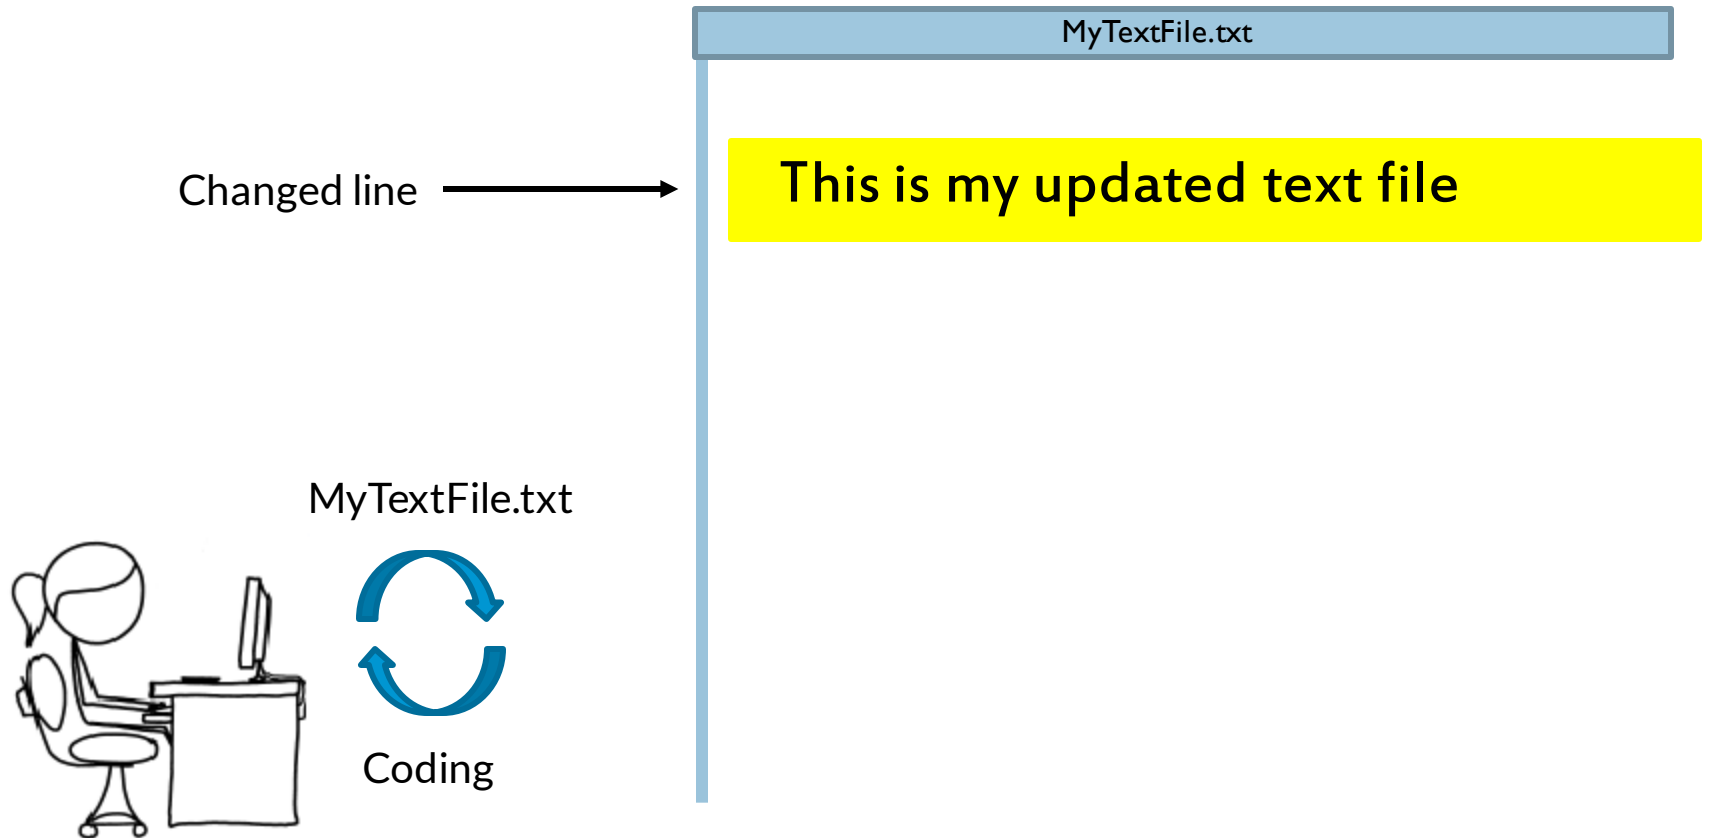 MyTextFile.txt
Changed line
This is my updated text file
MyTextFile.txt
Coding